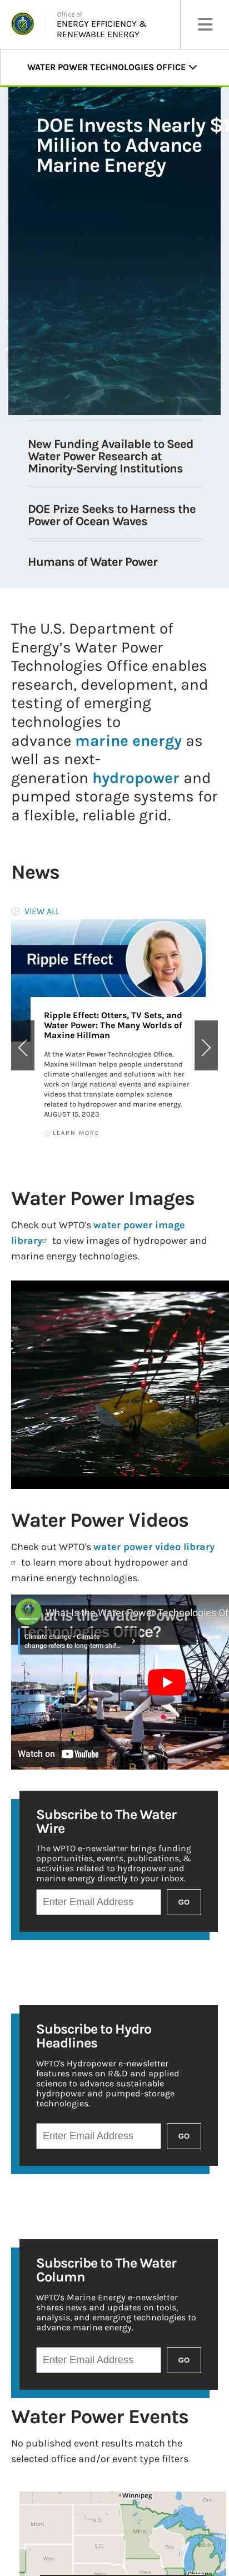 Office of
ENERGY EFFICIENCY &
RENEWABLE ENERGY
WATER POWER TECHNOLOGIES OFFICE
DOE Invests Nearly $1
Million to Advance
Marine Energy
New Funding Available to Seed
Water Power Research at
Minority-Serving Institutions
DOE Prize Seeks to Harness the
Power of Ocean Waves
Humans of Water Power
The U.S. Department of
Energy’s Water Power
Technologies Office enables
research, development, and
testing of emerging
technologies to
advance marine energy as
well as next-
generation hydropower and
pumped storage systems for
a flexible, reliable grid.
News
VIEW ALL
Ripple Effect
Ripple Effect: Otters, TV Sets, and
Water Power: The Many Worlds of
Maxine Hillman
At the Water Power Technologies Office,
Maxine Hillman helps people understand
climate challenges and solutions with her
work on large national events and explainer
videos that translate complex science
related to hydropower and marine energy.
AUGUST 15, 2023
LEARN MORE
Water Power Images
Check out WPTO's water power image
library to view images of hydropower and
marine energy technologies.
Water Power Videos
Check out WPTO's water power video library
to learn more about hydropower and
marine energy technologies.
What Is the Water Power Technologies Of
What Is the Water Power
Technologies Office?
Climate change - Climate
change refers to long-term shif...
Watch on YouTube
Subscribe to The Water
Wire
The WPTO e-newsletter brings funding
opportunities, events, publications, &
activities related to hydropower and
marine energy directly to your inbox.
Enter Email Address GO
Subscribe to Hydro
Headlines
WPTO's Hydropower e-newsletter
features news on R&D and applied
science to advance sustainable
hydropower and pumped-storage
technologies.
Enter Email Address GO
Subscribe to The Water
Column
WPTO's Marine Energy e-newsletter
shares news and updates on tools,
analysis, and emerging technologies to
advance marine energy.
Enter Email Address GO
Water Power Events
No published event results match the
selected office and/or event type filters
Winnipeg
Ont.
Mont.
N.D.
Minn.
S.D.
Wis.
Mich.
Wyo.
Iowa
Neb.
Chicago